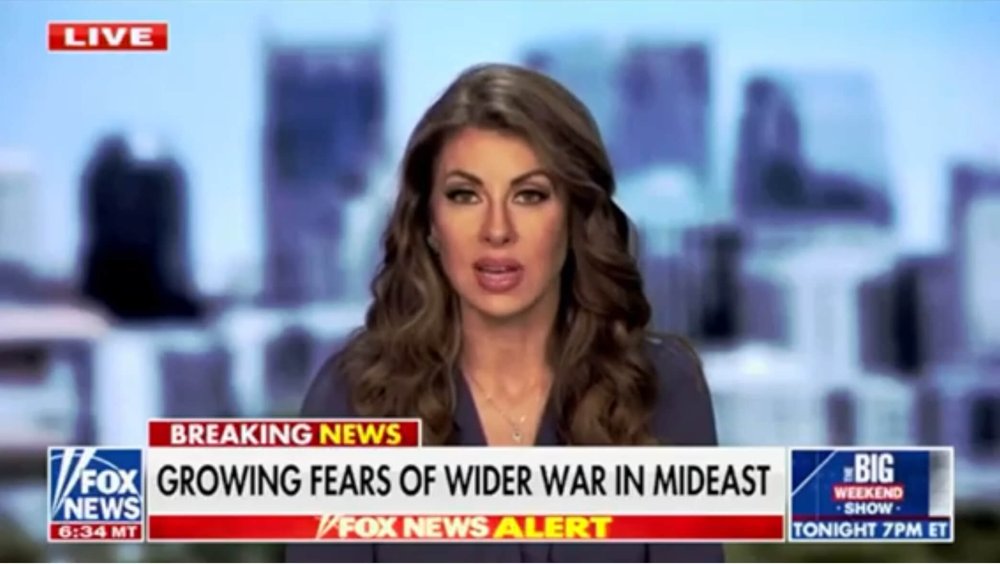 LIVE
BREAKING NEWS
FOX
NEWS
6:34 MT
GROWING FEARS OF WIDER WAR IN MIDEAST
FOX NEWS ALERT
THE
BIG
WEEKEND
SHOW
TONIGHT 7PM ET